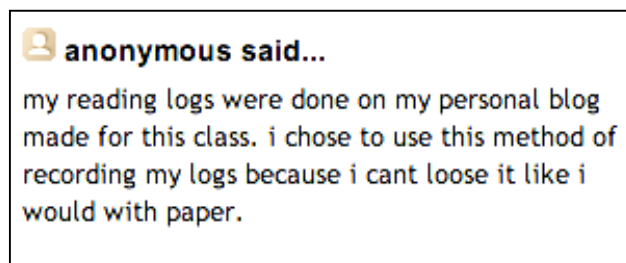 anonymous said...
my reading logs were done on my personal blog
made for this class. i chose to use this method of
recording my logs because i cant loose it like i
would with paper.